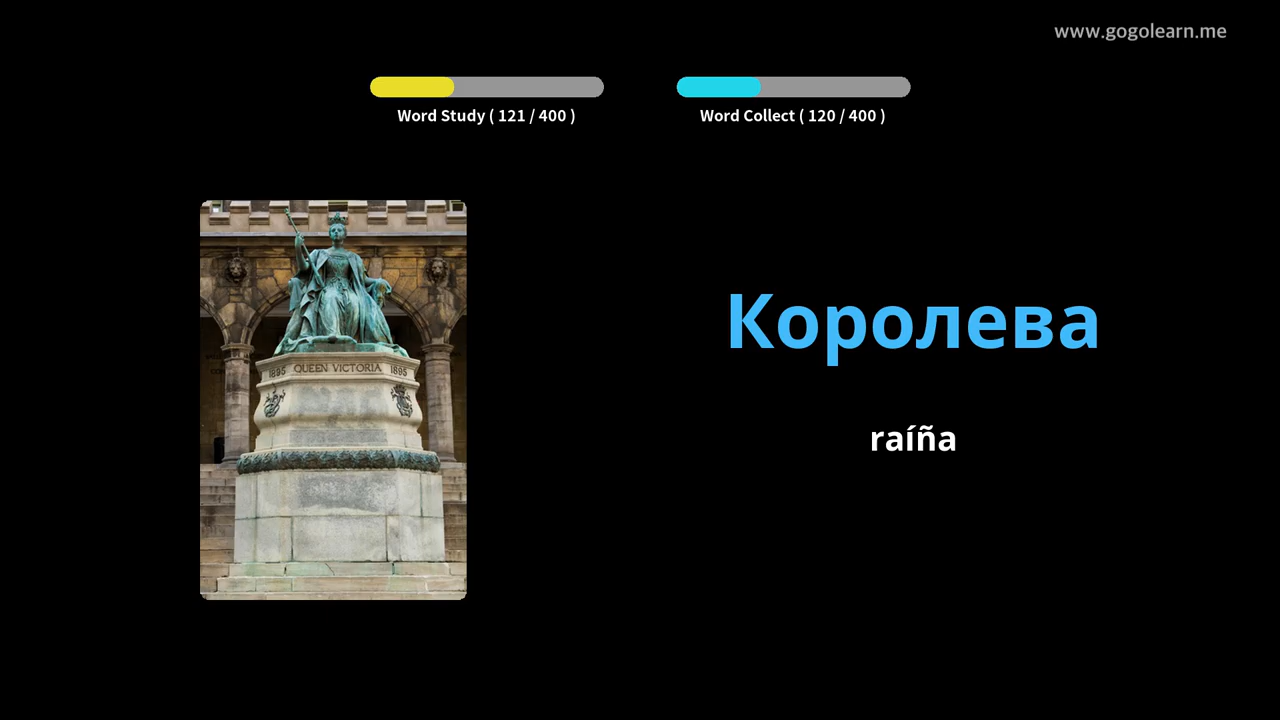 www.gogolearn.me
Word Study ( 121 / 400 )
Word Collect ( 120 / 400 )
1895 QUEEN VICTORIA 1895
Королева
raíña